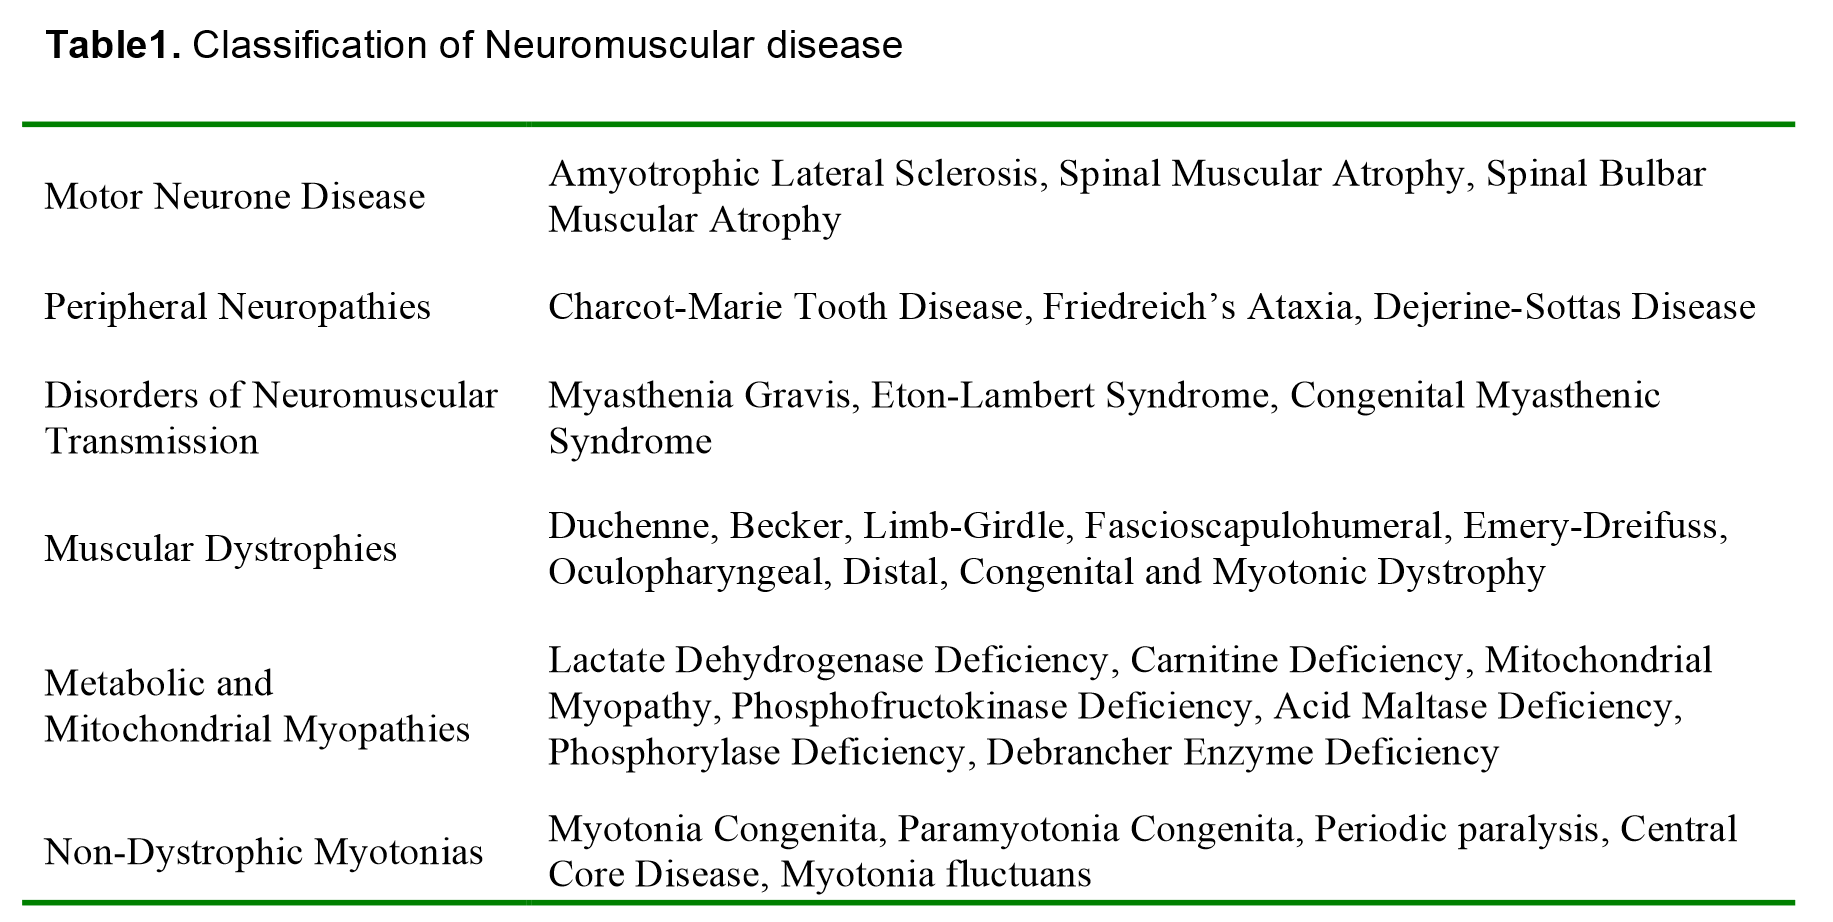 Table1. Classification of Neuromuscular disease
Motor Neurone Disease
Amyotrophic Lateral Sclerosis, Spinal Muscular Atrophy, Spinal Bulbar
Muscular Atrophy
Peripheral Neuropathies
Charcot-Marie Tooth Disease, Friedreich’s Ataxia, Dejerine-Sottas Disease
Disorders of Neuromuscular
Transmission
Myasthenia Gravis, Eton-Lambert Syndrome, Congenital Myasthenic
Syndrome
Muscular Dystrophies
Duchenne, Becker, Limb-Girdle, Fascioscapulohumeral, Emery-Dreifuss,
Oculopharyngeal, Distal, Congenital and Myotonic Dystrophy
Metabolic and
Mitochondrial Myopathies
Lactate Dehydrogenase Deficiency, Carnitine Deficiency, Mitochondrial
Myopathy, Phosphofructokinase Deficiency, Acid Maltase Deficiency,
Phosphorylase Deficiency, Debrancher Enzyme Deficiency
Non-Dystrophic Myotonias
Myotonia Congenita, Paramyotonia Congenita, Periodic paralysis, Central
Core Disease, Myotonia fluctuans